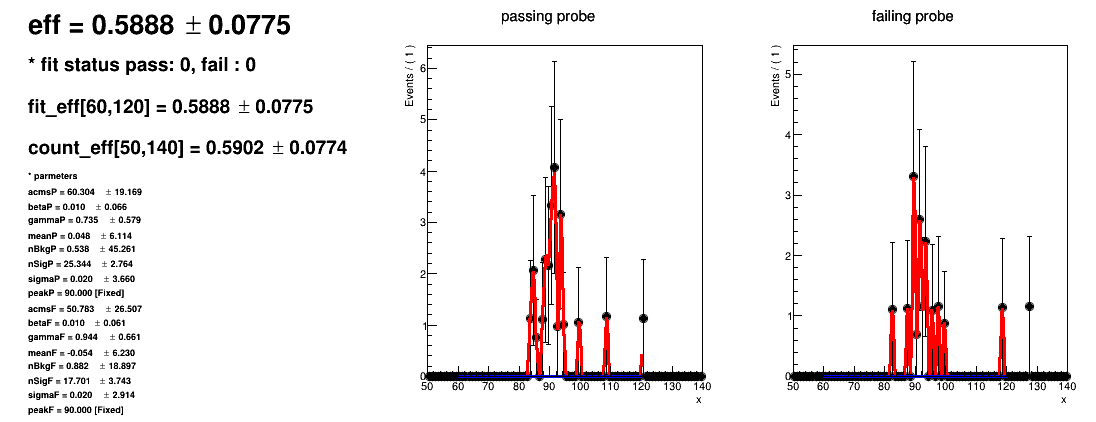 eff = 0.5888 ± 0.0775
* fit status pass: 0, fail : 0
fit_eff[60,120] = 0.5888 ± 0.0775
count_eff[50,140] = 0.5902 ± 0.0774
* parmeters
acmsP = 60.304 ± 19.169
betaP = 0.010 ± 0.066
gammaP = 0.735 ± 0.579
meanP = 0.048 ± 6.114
nBkgP = 0.538 ± 45.261
nSigP = 25.344 ± 2.764
sigmaP = 0.020 ± 3.660
peakP = 90.000 [Fixed]
acmsF = 50.783 ± 26.507
betaF = 0.010 ± 0.061
gammaF = 0.944 ± 0.661
meanF = -0.054 ± 6.230
nBkgF = 0.882 ± 18.897
nSigF = 17.701 ± 3.743
sigmaF = 0.020 ± 2.914
peakF = 90.000 [Fixed]
passing probe
Events / ( 1 )
6
5
4
3
2
1
0
50 60 70 80 90 100 110 120 130 140
x
failing probe
Events / ( 1 )
5
4
3
2
1
0
50 60 70 80 90 100 110 120 130 140
x